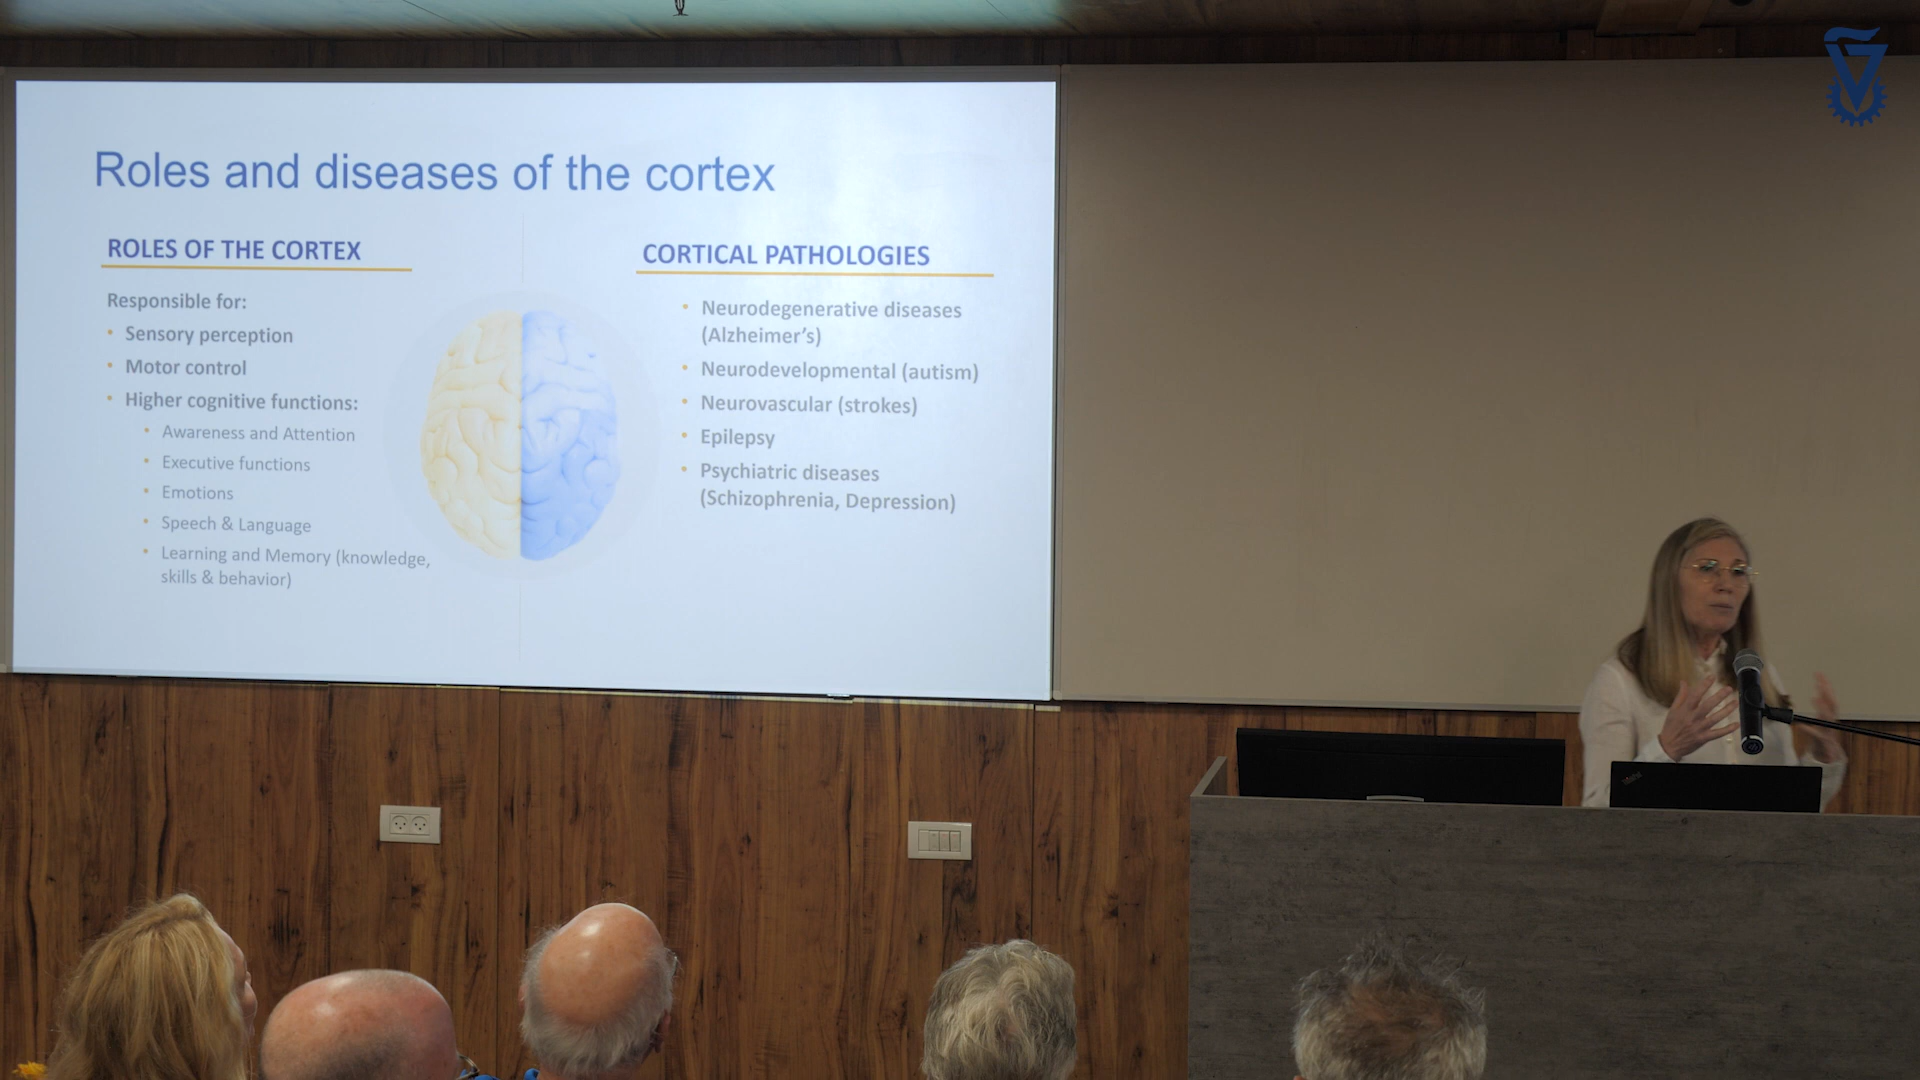 Roles and diseases of the cortex
ROLES OF THE CORTEX
Responsible for:
• Sensory perception
• Motor control
• Higher cognitive functions:
• Awareness and Attention
• Executive functions
• Emotions
• Speech & Language
• Learning and Memory (knowledge,
skills & behavior)
CORTICAL PATHOLOGIES
• Neurodegenerative diseases
(Alzheimer’s)
• Neurodevelopmental (autism)
• Neurovascular (strokes)
• Epilepsy
• Psychiatric diseases
(Schizophrenia, Depression)